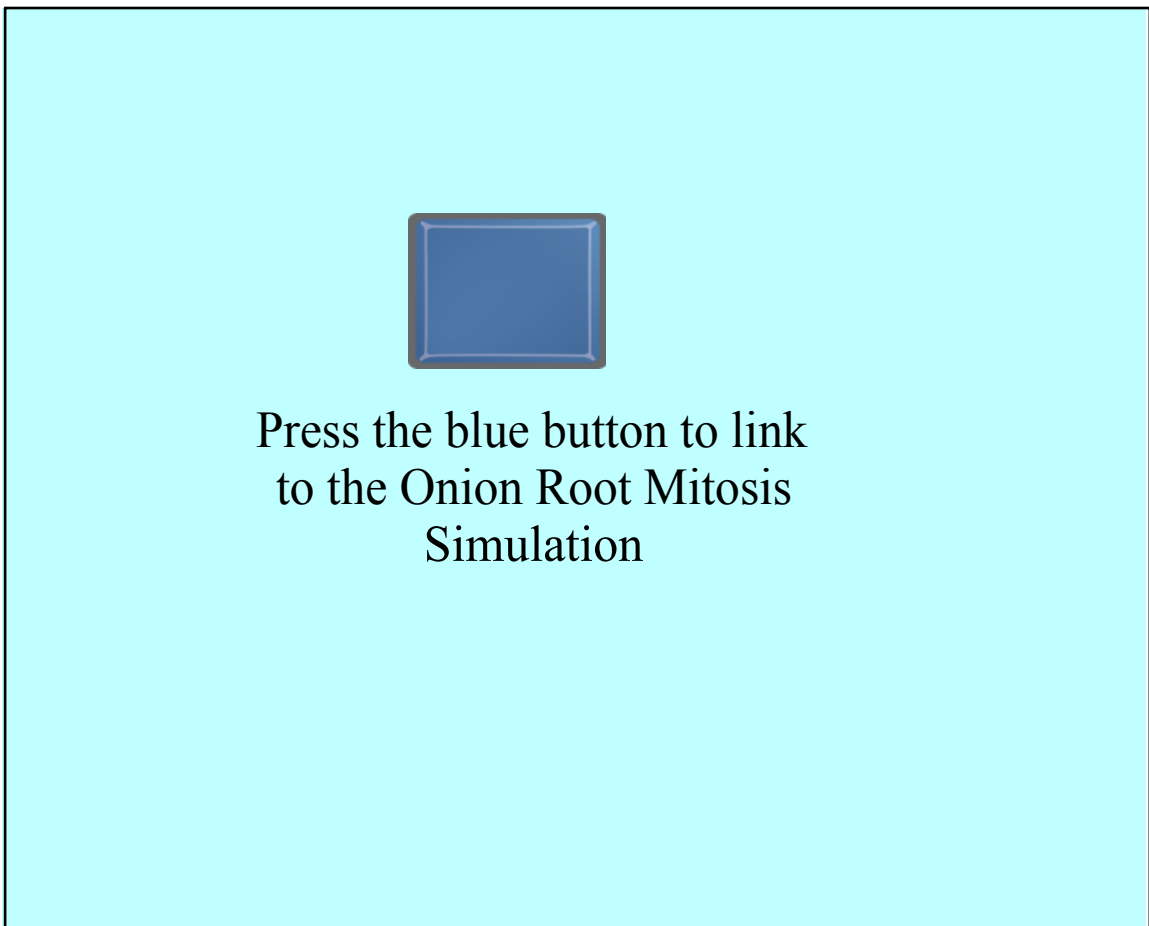 Press the blue button to link
to the Onion Root Mitosis
Simulation